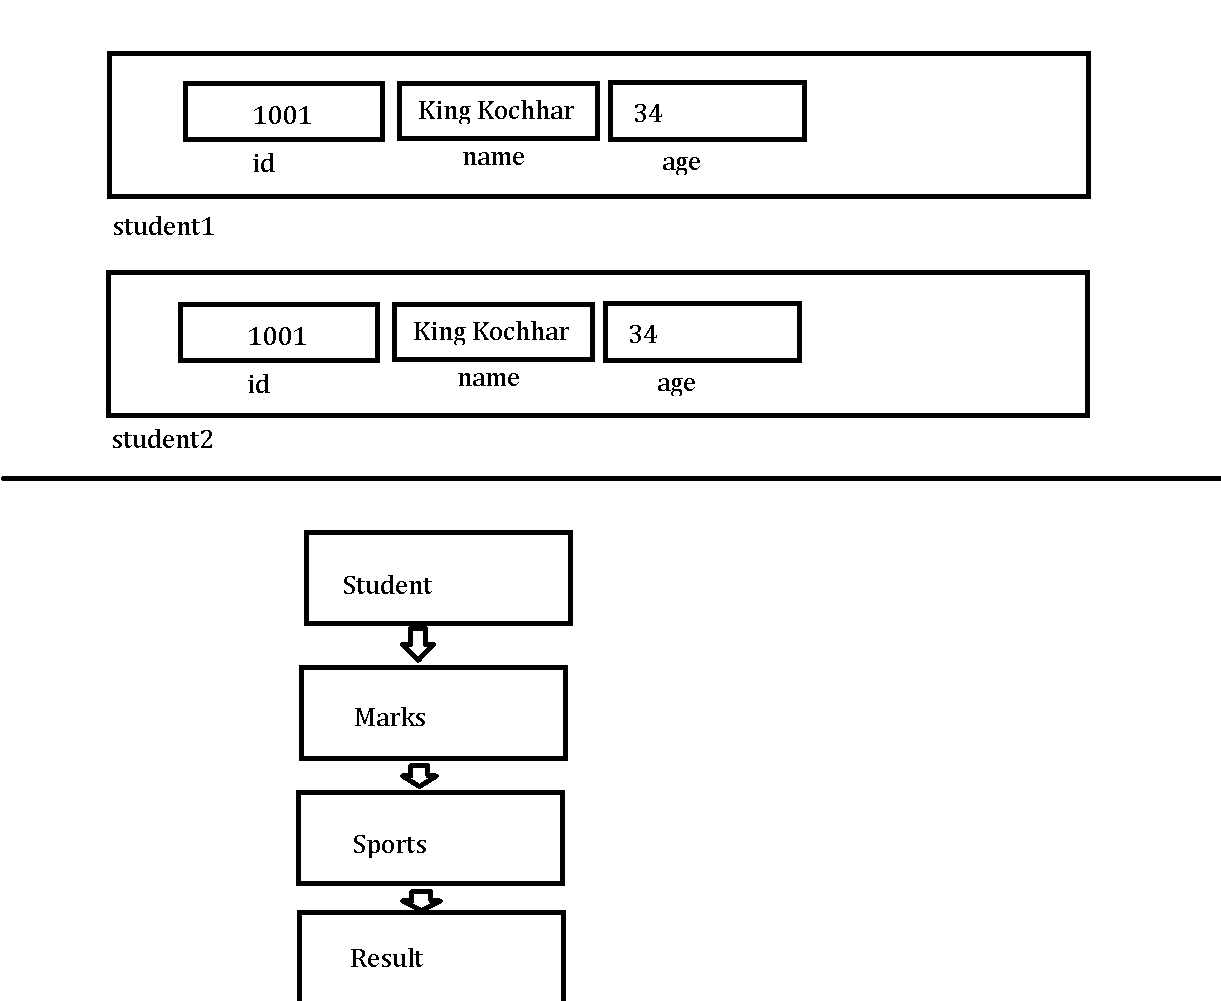 1001 King Kochhar 34
id name age
student1
1001 King Kochhar 34
id name age
student2
Student
Marks
Sports
Result